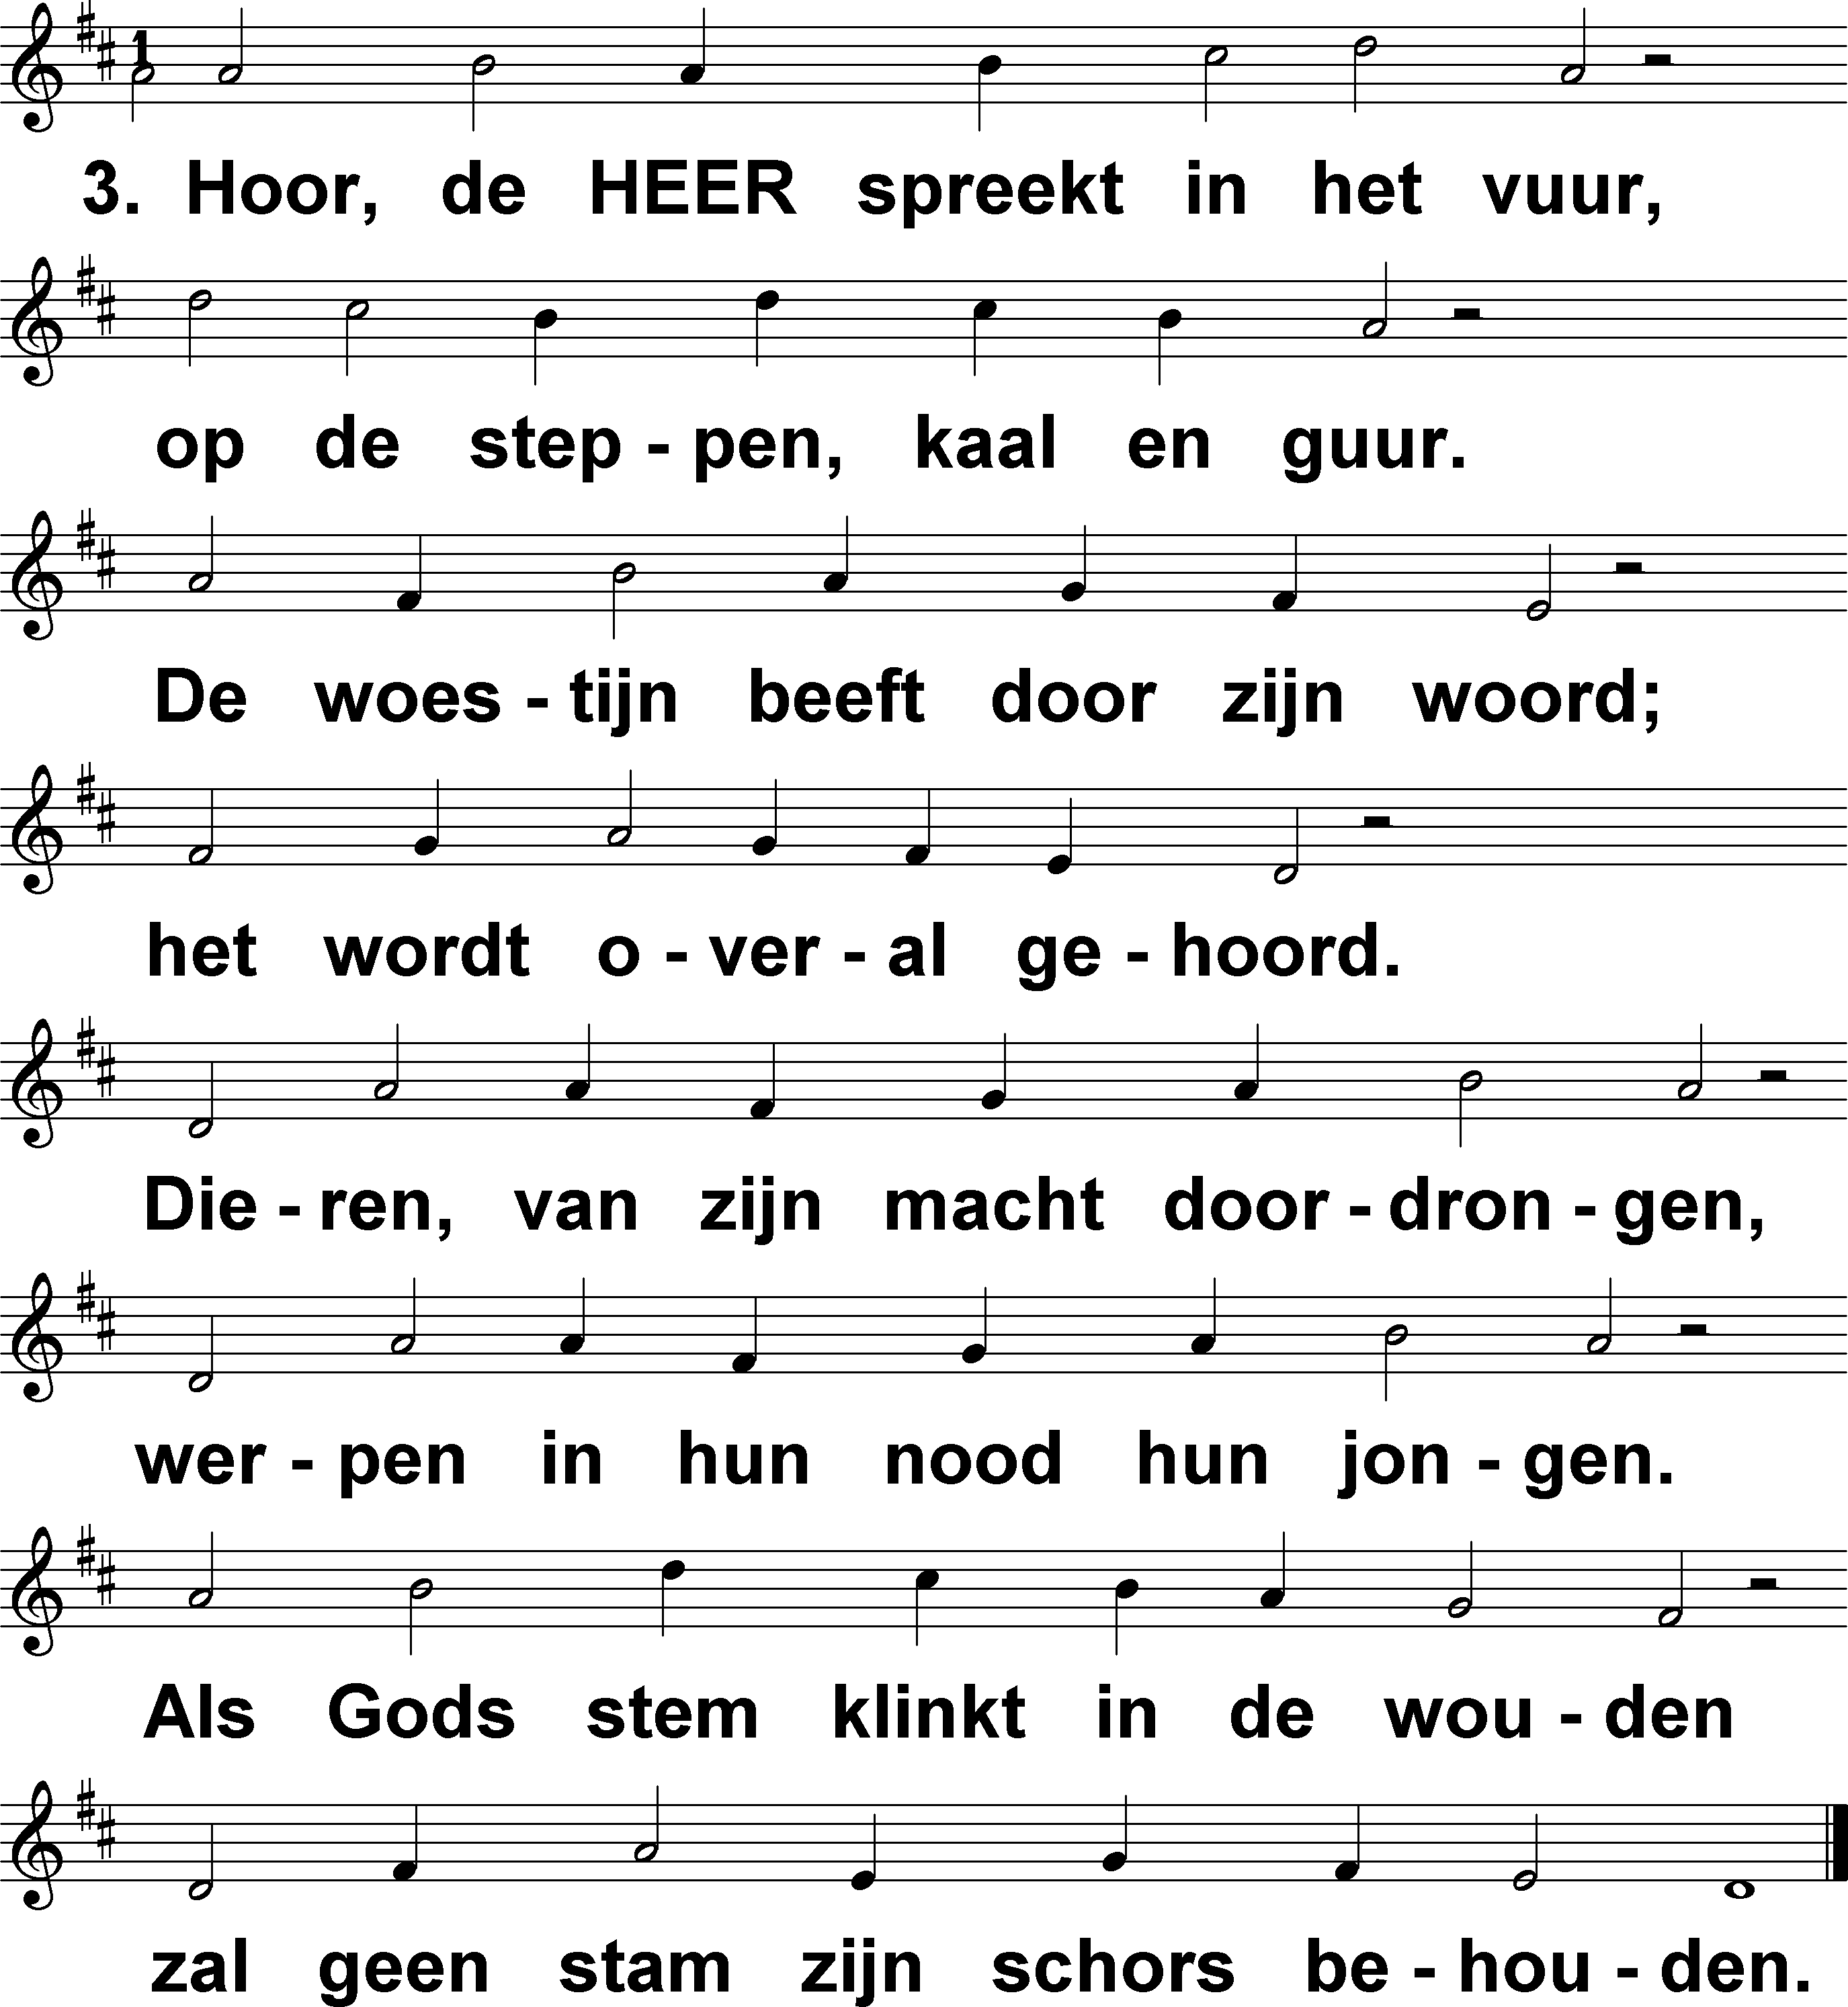 1
3. Hoor, de HEER spreekt in het vuur,
op de step - pen, kaal en guur.
De woes - tijn beeft door zijn woord;
het wordt o - ver - al ge - hoord.
Die - ren, van zijn macht door - dron - gen,
wer - pen in hun nood hun jon - gen.
Als Gods stem klinkt in de wou - den
zal geen stam zijn schors be - hou - den.